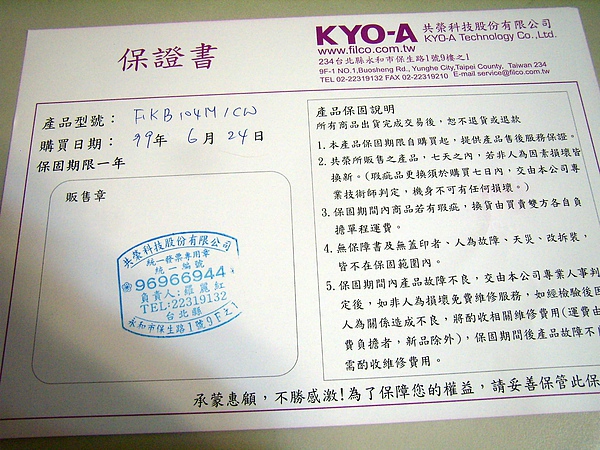 保證書
KYO-A 共榮科技股份有限公司
KYO-A Technology Co.,Ltd.
www.filco.com.tw
234台北縣永和市保生路1號9樓之1
9F-1 NO.1,Buosheng Rd., Yunghe City,Taipei County, Taiwan 234
TEL 02-22319132 FAX 02-22319210 E-mail service@filco.com.tw
產品型號： FKB104M/CW
購買日期： 99年 6月 24日
保固期限一年
販售章
共榮科技股份有限公司
統一發票專用章
統一編號
96966944
負責人:羅麗紅
TEL:22319132
台北縣
永和市保生路1號9F之1
產品保固說明
所有商品出貨完成交易後，恕不退貨或退款
1.本產品保固期限自購買起，提供產品售後服務保證。
2.共榮所販售之產品，七天之內，若非人為因素損壞皆
換新。(瑕疵品更換須於購買七日內，交由本公司專
業技術師判定，機身不可有任何損壞。)
3.保固期間內商品若有瑕疵，換貨由買賣雙方各自負
擔單程運費。
4.無保障書及無蓋印者、人為故障、天災、改拆裝，
皆不在保固範圍內。
5.保固期間內產品故障不良，交由本公司專業人事判
定後，如非人為損壞免費維修服務，如經檢驗後因
人為關係造成不良，將酌收相關維修費用(運費由
費負擔者，新品除外)，保固期間後產品故障不
需酌收維修費用。
承蒙惠顧，不勝感激!為了保障您的權益，請妥善保管此保